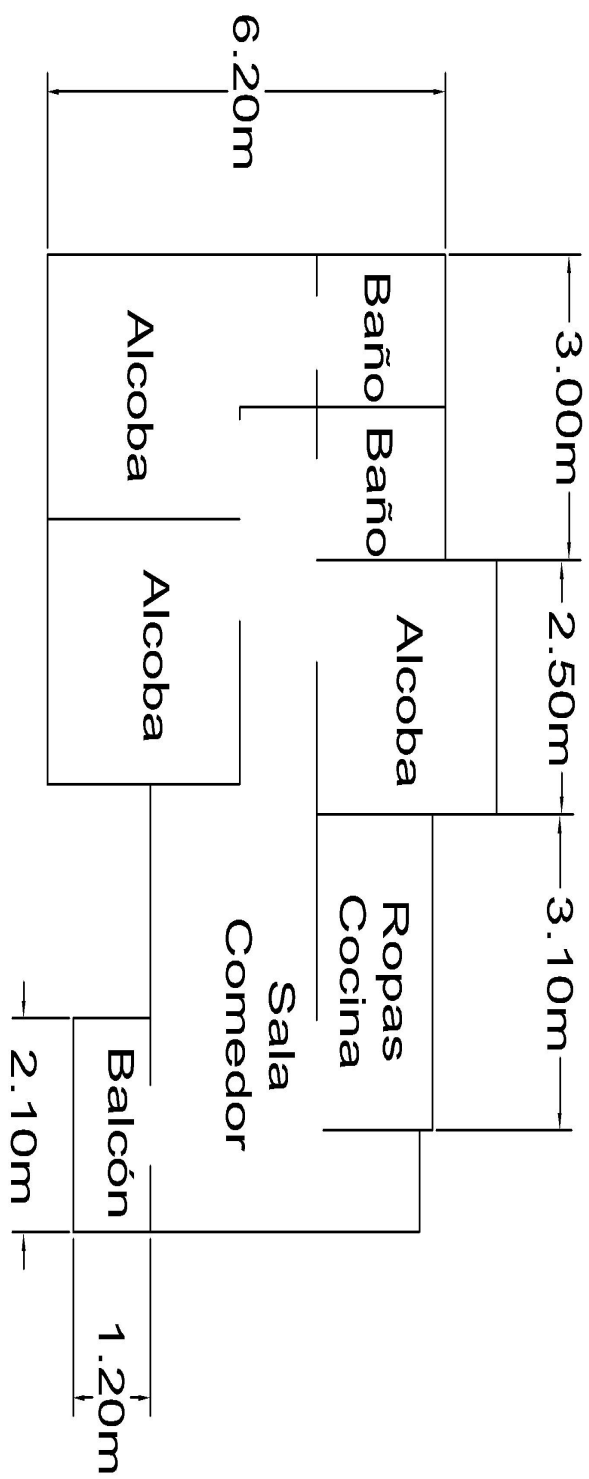 3.00m
2.50m
3.10m
6.20m
Baño
Baño
Alcoba
Ropas
Cocina
Alcoba
Alcoba
Sala
Comedor
Balcón
2.10m
1.20m